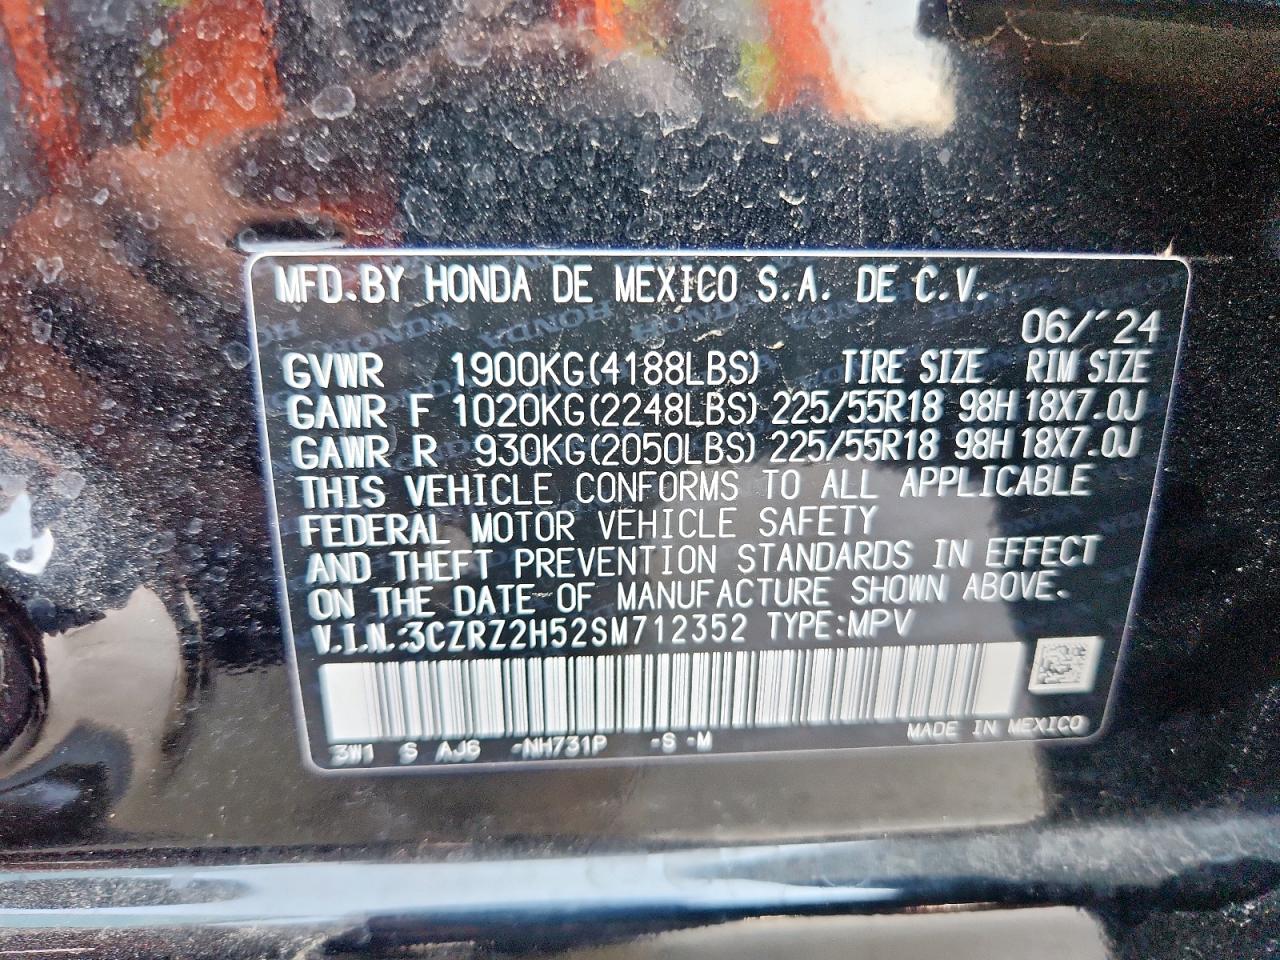 MFD.BY HONDA DE MEXICO S.A. DE C.V.
06/'24
GVWR 1900KG(4188LBS) TIRE SIZE RIM SIZE
GAWR F 1020KG(2248LBS) 225/55R18 98H 18X7.0J
GAWR R 930KG(2050LBS) 225/55R18 98H 18X7.0J
THIS VEHICLE CONFORMS TO ALL APPLICABLE
FEDERAL MOTOR VEHICLE SAFETY
AND THEFT PREVENTION STANDARDS IN EFFECT
ON THE DATE OF MANUFACTURE SHOWN ABOVE.
V.I.N.:3CZRZ2H52SM712352 TYPE:MPV
MADE IN MEXICO
3W1 S AJ6 -NH731P -S -M